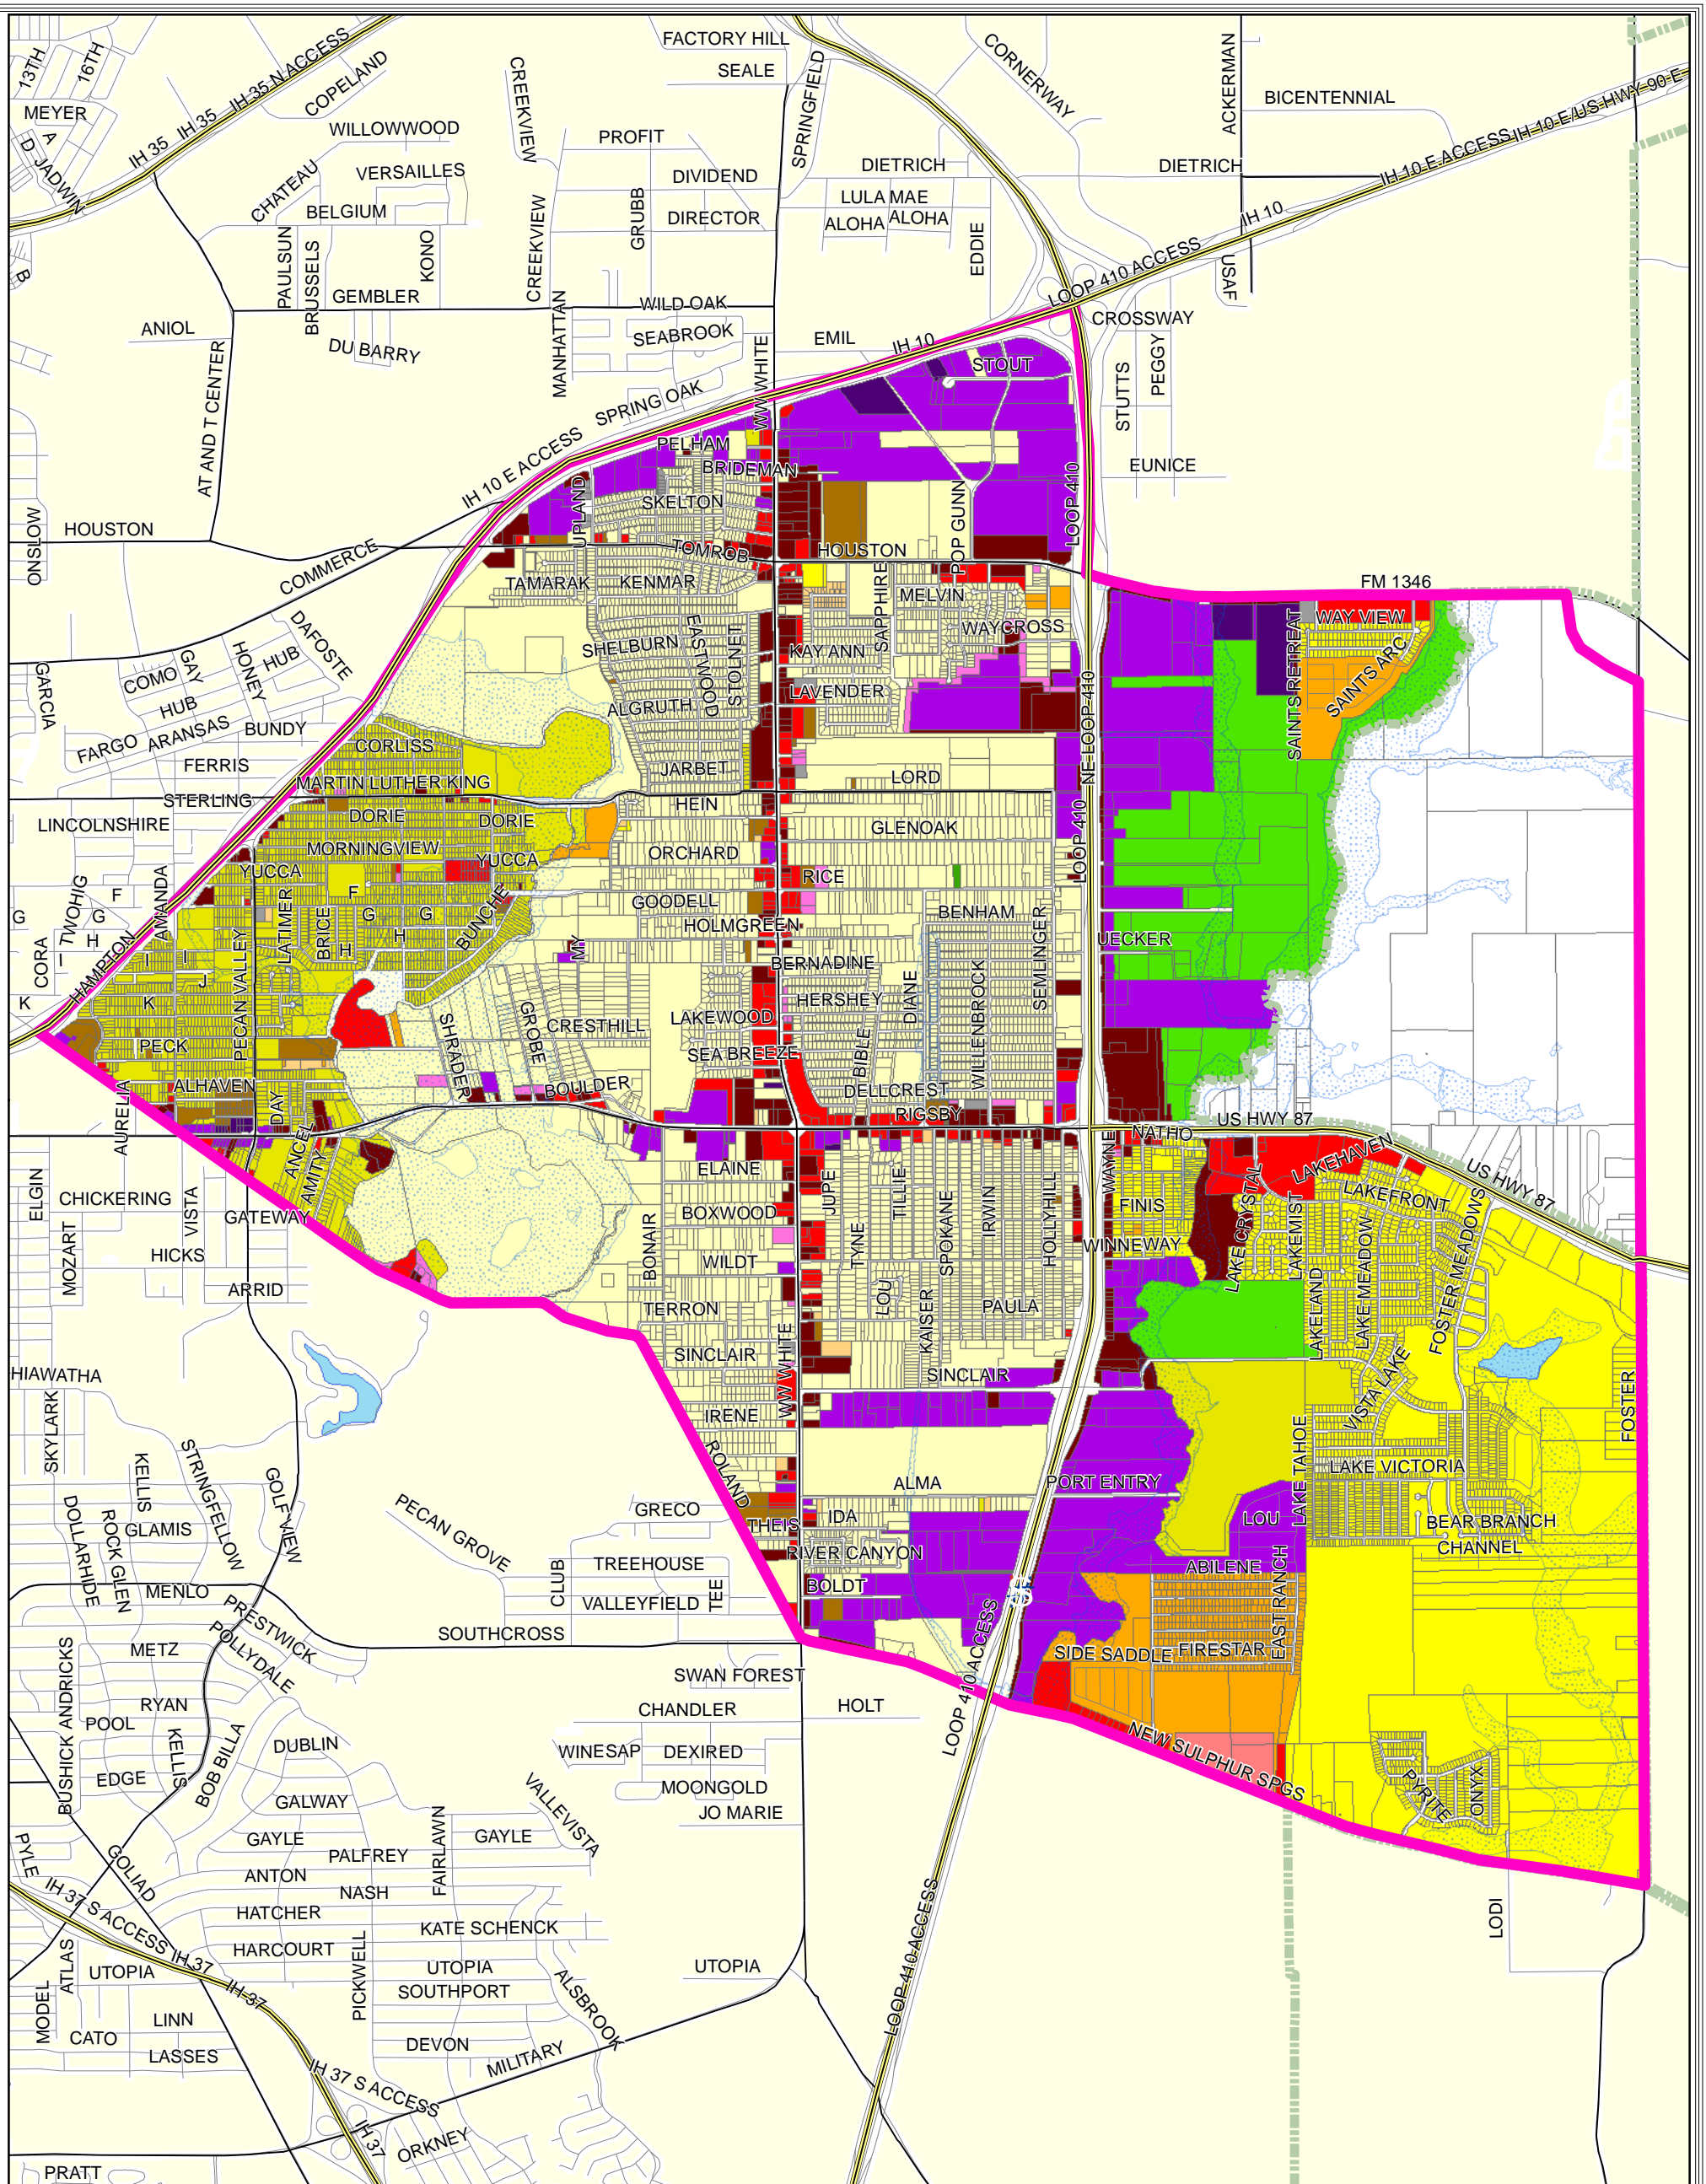 FACTORY HILL
SEALE
SPRINGFIELD
CORNERWAY
ACKERMAN
BICENTENNIAL
IH 10 E/US HWY 90 E
IH 10 E ACCESS
13TH
16TH
IH 35 N ACCESS
IH 35
IH 35
COPELAND
MEYER
A
D
JADWIN
B
WILLOWWOOD
CREEKVIEW
PROFIT
CHATEAU
VERSAILLES
BELGIUM
DIVIDEND
DIRECTOR
GRUBB
DIETRICH
DIETRICH
LULA MAE
ALOHA
ALOHA
EDDIE
IH 10
LOOP 410 ACCESS
USAF
PAULSUN
BRUSSELS
KONO
CREEKVIEW
GEMBLER
WILD OAK
MANHATTAN
SEABROOK
ANIOL
DU BARRY
AT AND T CENTER
EMIL
IH 10
CROSSWAY
STUTTS
PEGGY
EUNICE
STOUT
WW WHITE
SPRING OAK
IH 10 E ACCESS
PELHAM
BRIDEMAN
SKELTON
UPLAND
POP GUNN
LOOP 410
HOUSTON
ONSLOW
COMMERCE
TOMROB
HOUSTON
TAMARAK
KENMAR
SAPPHIRE
MELVIN
FM 1346
WAY VIEW
WAYCROSS
SHELBURN
EASTWOOD
STOLNET
KAY ANN
SAINTS RETREAT
SAINTS ARC
GARCIA
GAY
COMO
HONEY
HUB
DAFOSTE
HUB
ARANSAS
FARGO
BUNDY
FERRIS
LAVENDER
ALGRUTH
NE LOOP 410
CORLISS
JARBET
LORD
MARTIN LUTHER KING
STERLING
HEIN
LINCOLNSHIRE
DORIE
DORIE
GLENOAK
LOOP 410
MORNINGVIEW
ORCHARD
YUCCA
YUCCA
RICE
AMANDA
TWOHIG
F
F
G
G
G
G
H
H
H
I
I
I
J
K
K
CORA
HAMPTON
LATIMER
BRICE
BUNCHE
GOODELL
HOLMGREEN
BENHAM
SEMLINGER
UECKER
MY
BERNADINE
PECAN VALLEY
HERSHEY
DIANE
GROBE
CRESTHILL
LAKEWOOD
SHRADER
PECK
SEA BREEZE
BIBLE
WILLENBROCK
ALHAVEN
BOULDER
DELLCREST
DAY
AURELIA
RIGSBY
US HWY 87
NATHO
ANCEL
AMITY
ELAINE
JUPE
TILLIE
WAYNE
LAKEHAVEN
US HWY 87
ELGIN
CHICKERING
VISTA
GATEWAY
BONAIR
BOXWOOD
SPOKANE
IRWIN
HOLLYHILL
FINIS
LAKE CRYSTAL
LAKEMIST
LAKEFRONT
MOZART
HICKS
ARRID
WILDT
TYNE
LOU
WINNEWAY
LAKELAND
LAKE MEADOW
FOSTER MEADOWS
TERRON
KAISER
PAULA
SINCLAIR
SINCLAIR
WW WHITE
HIAWATHA
SKYLARK
IRENE
VISTA LAKE
FOSTER
KELLIS
STRINGFELLOW
GOLF VIEW
ROLAND
ALMA
PORT ENTRY
LAKE TAHOE
LAKE VICTORIA
DOLLARHIDE
ROCK GLEN
GLAMIS
PECAN GROVE
GRECO
THEIS
IDA
LOU
BEAR BRANCH
CHANNEL
RIVER CANYON
TREEHOUSE
CLUB
BOLDT
ABILENE
MENLO
VALLEYFIELD
TEE
PRESTWICK
POLLYDALE
SOUTHCROSS
LOOP 410 ACCESS
EAST RANCH
FIRESTAR
SIDE SADDLE
METZ
BUSHICK
ANDRICKS
SWAN FOREST
RYAN
CHANDLER
HOLT
POOL
KELLIS
DUBLIN
WINESAP
DEXIRED
NEW SULPHUR SPGS
EDGE
BOB BILLA
GALWAY
VALLEVISTA
MOONGOLD
JO MARIE
PYRITE
ONYX
PYLE
GOLIAD
GAYLE
GAYLE
FAIRLAWN
PALFREY
ANTON
NASH
IH 37 S ACCESS
HATCHER
KATE SCHENCK
LOOP 410 ACCESS
LODI
ATLAS
IH 37
HARCOURT
PICKWELL
UTOPIA
UTOPIA
UTOPIA
IH 37
SOUTHPORT
ALSBROOK
MODEL
LINN
CATO
LASSES
DEVON
MILITARY
IH 37 S ACCESS
IH 37
ORKNEY
PRATT